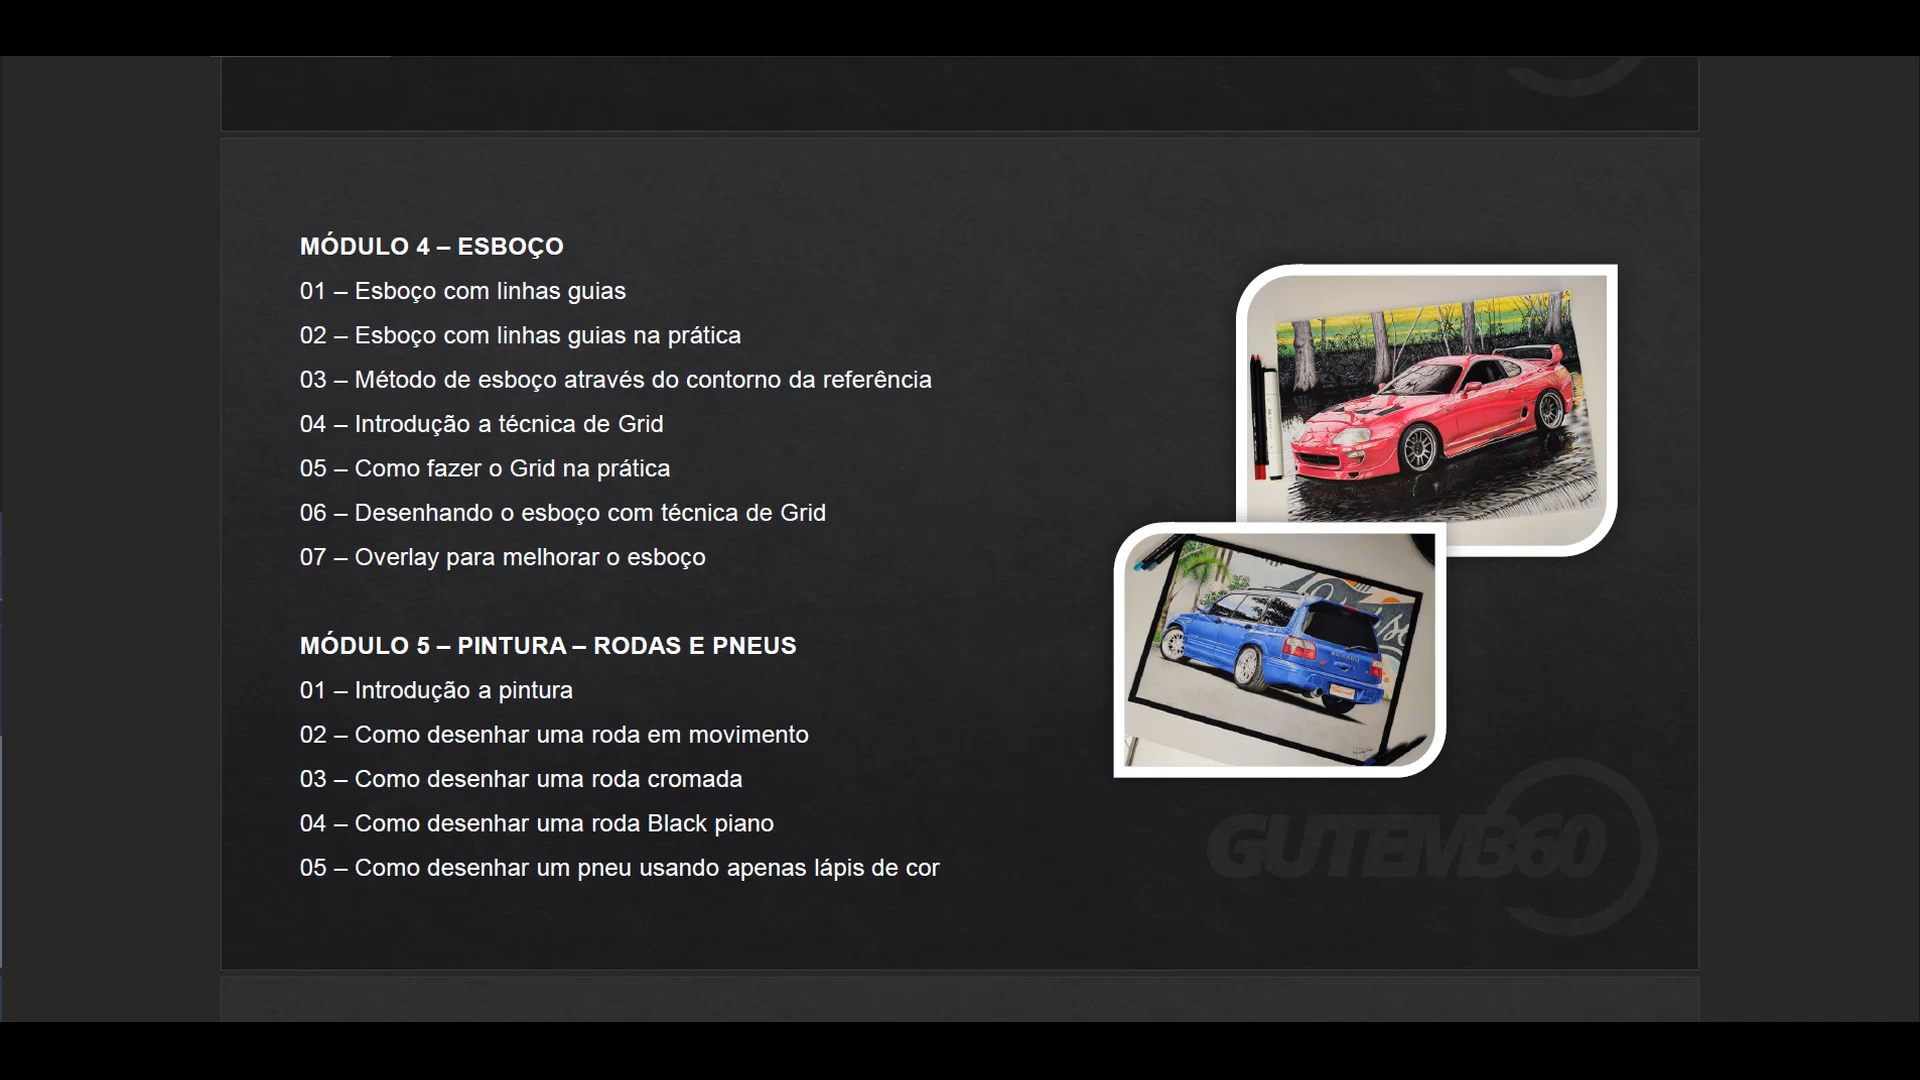 MÓDULO 4 – ESBOÇO
01 – Esboço com linhas guias
02 – Esboço com linhas guias na prática
03 – Método de esboço através do contorno da referência
04 – Introdução a técnica de Grid
05 – Como fazer o Grid na prática
06 – Desenhando o esboço com técnica de Grid
07 – Overlay para melhorar o esboço
MÓDULO 5 – PINTURA – RODAS E PNEUS
01 – Introdução a pintura
02 – Como desenhar uma roda em movimento
03 – Como desenhar uma roda cromada
04 – Como desenhar uma roda Black piano
05 – Como desenhar um pneu usando apenas lápis de cor
GUTEMB60